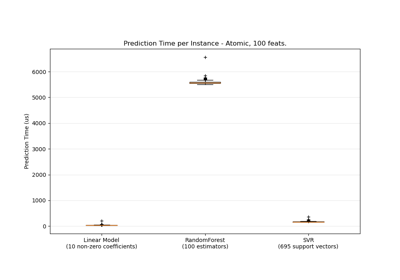 Prediction Time per Instance - Atomic, 100 feats.
Prediction Time (us)
6000
5000
4000
3000
2000
1000
0
Linear Model
(10 non-zero coefficients)
RandomForest
(100 estimators)
SVR
(695 support vectors)